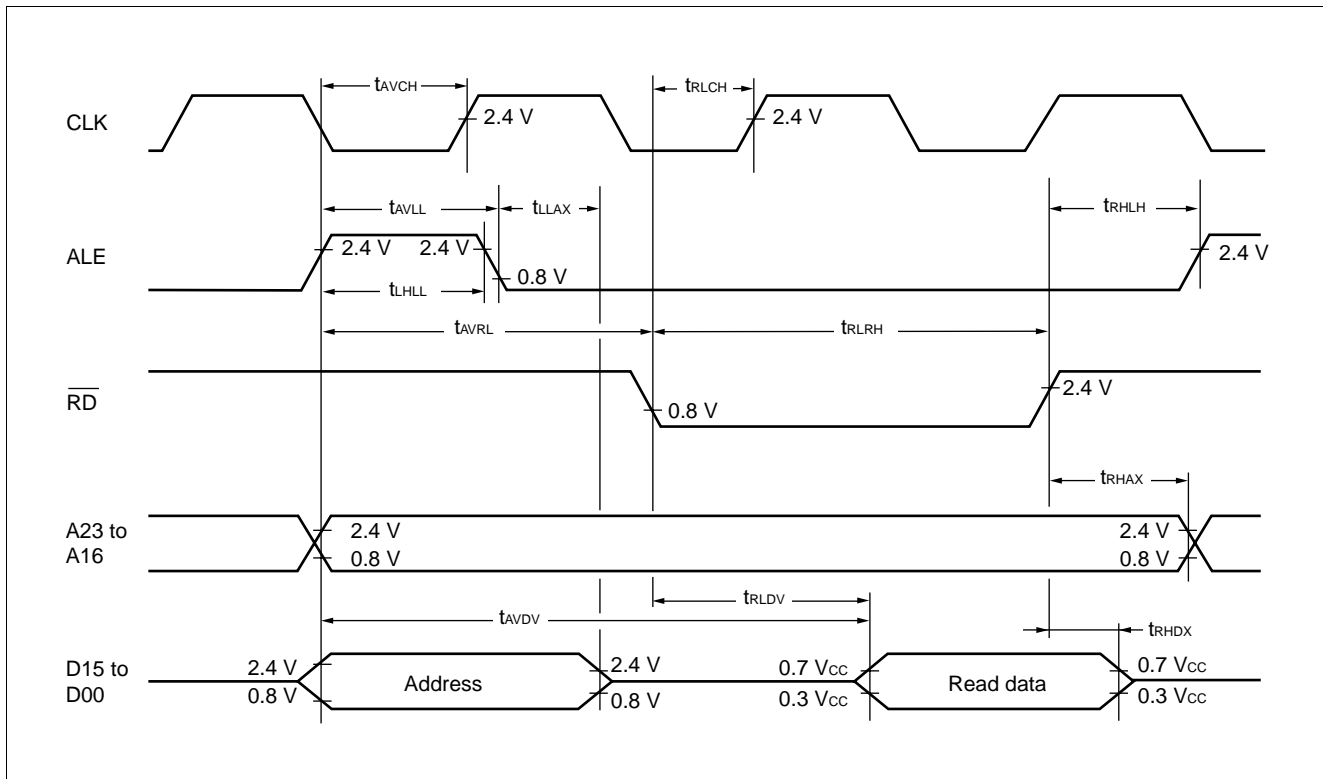 tAVCH
tRLCH
CLK
2.4 V
2.4 V
tAVLL
tLLAX
tRHLH
ALE
2.4 V
2.4 V
0.8 V
2.4 V
tLHLL
tAVRL
tRLRH
RD
0.8 V
2.4 V
tRHAX
A23 to
A16
2.4 V
0.8 V
2.4 V
0.8 V
tRLDV
tAVDV
tRHDX
D15 to
D00
2.4 V
0.8 V
Address
2.4 V
0.8 V
0.7 VCC
0.3 VCC
Read data
0.7 VCC
0.3 VCC